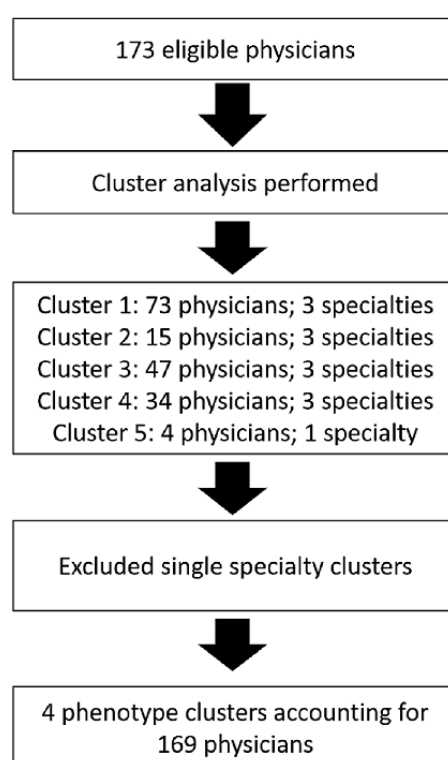 173 eligible physicians
Cluster analysis performed
Cluster 1: 73 physicians; 3 specialties
Cluster 2: 15 physicians; 3 specialties
Cluster 3: 47 physicians; 3 specialties
Cluster 4: 34 physicians; 3 specialties
Cluster 5: 4 physicians; 1 specialty
Excluded single specialty clusters
4 phenotype clusters accounting for
169 physicians